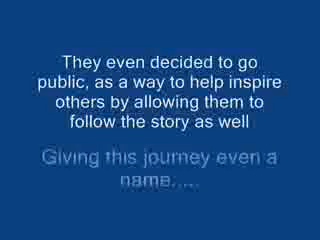 They even decided to go
public, as a way to help inspire
others by allowing them to
follow the story as well
Giving this journey even a
name.....